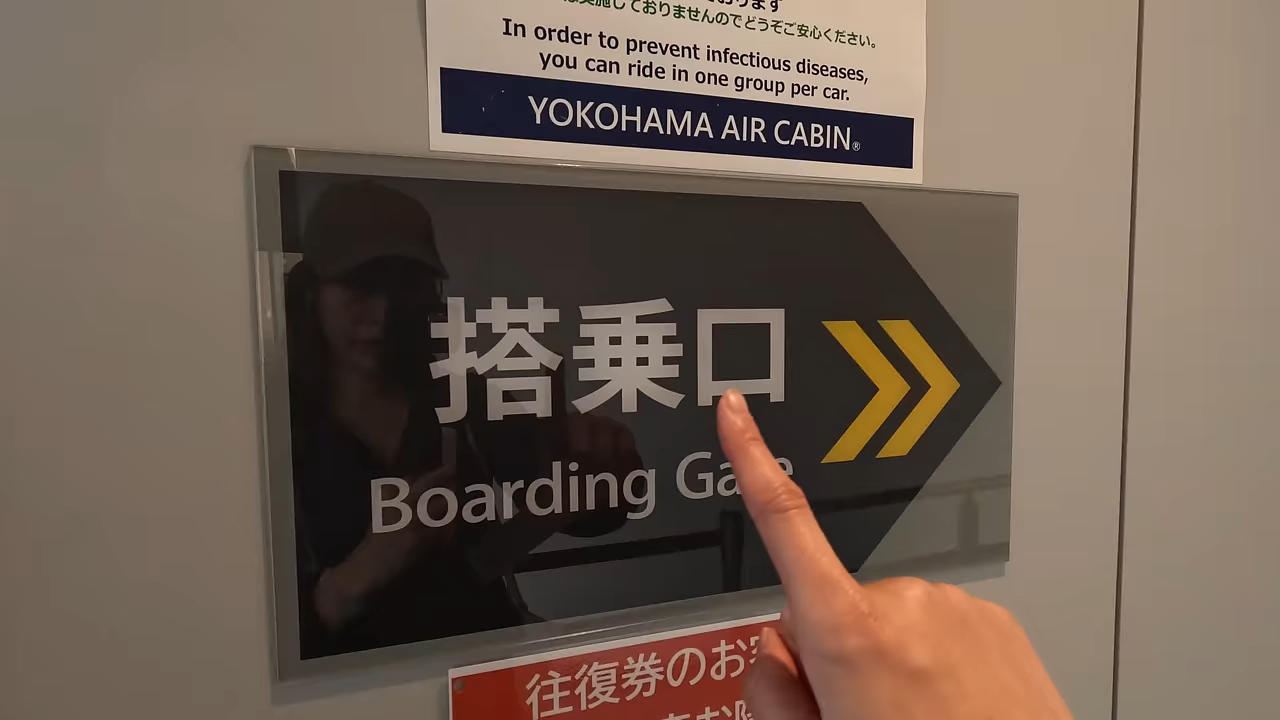 実施しておりませんのでどうぞご安心ください。
In order to prevent infectious diseases,
you can ride in one group per car.
YOKOHAMA AIR CABIN®
搭乗口
Boarding Gate
往復券のお客